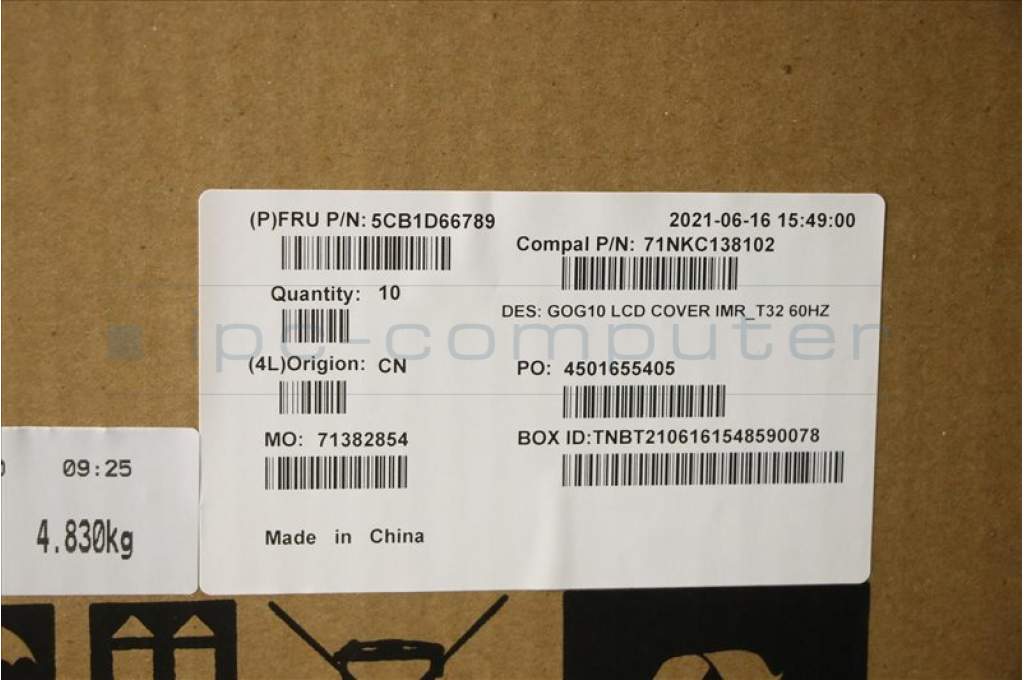 (P)FRU P/N: 5CB1D66789
2021-06-16 15:49:00
Compal P/N: 71NKC138102
Quantity: 10
DES: GOG10 LCD COVER IMR_T32 60HZ
ipc-computer
(4L)Origion: CN
PO: 4501655405
MO: 71382854
BOX ID:TNBT2106161548590078
09:25
4.830kg
Made in China